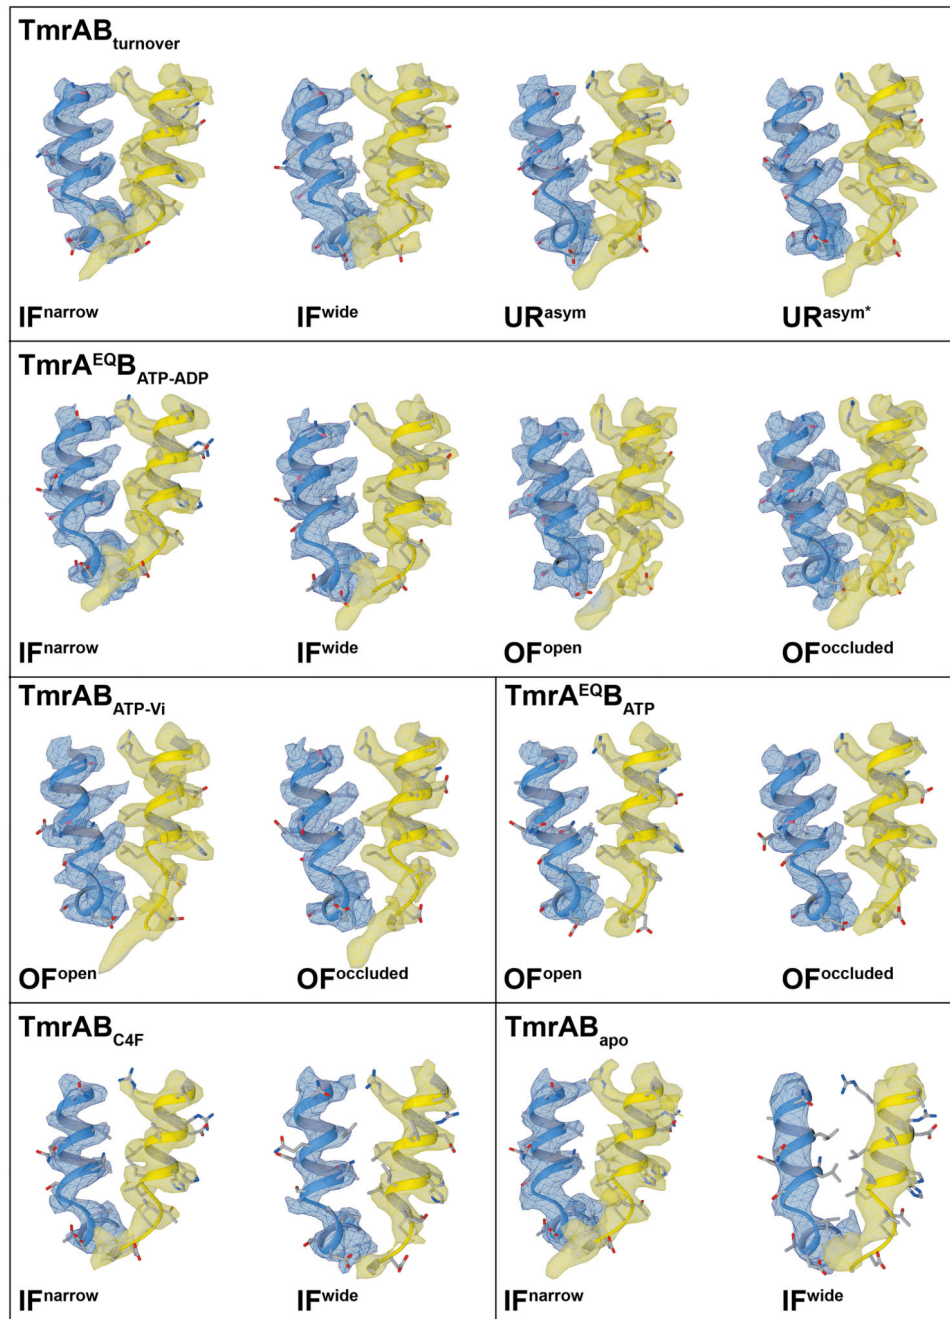 TmrAB turnover
IF narrow IF wide UR asym UR asym*
TmrA EQ B ATP-ADP
IF narrow IF wide OF open OF occluded
TmrAB ATP-Vi
TmrA EQ B ATP
OF open OF occluded OF open OF occluded
TmrAB C4F
TmrAB apo
IF narrow IF wide IF narrow IF wide